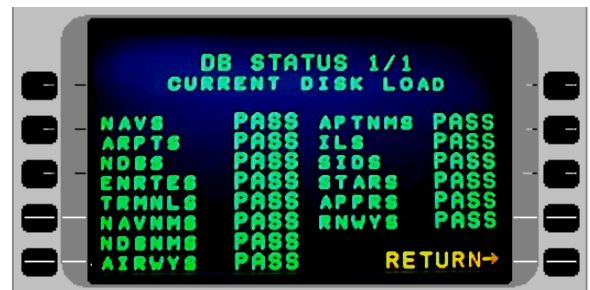 DB STATUS 1/1
CURRENT DISK LOAD
NAVS PASS APTNMS PASS
ARPTS PASS ILS PASS
NDBS PASS SIDS PASS
ENRTES PASS STARS PASS
TRMNLS PASS APPRS PASS
NAVNMS PASS RNWYS PASS
NDBNMS PASS
AIRWYS PASS RETURN→